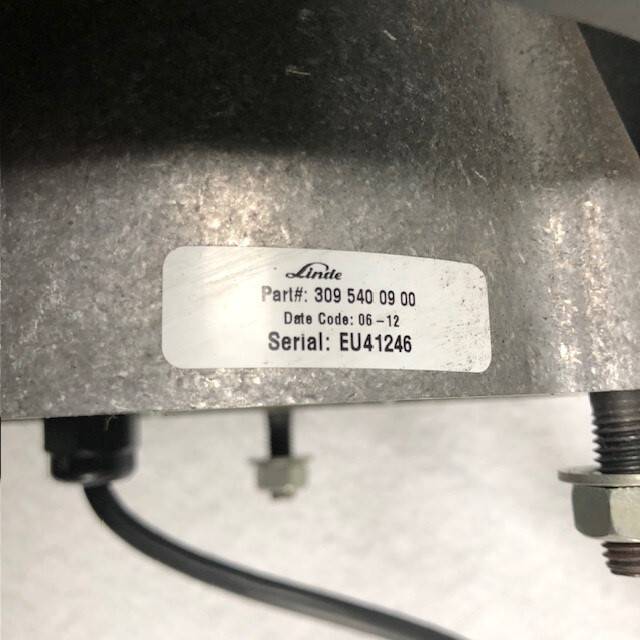 Linde
Part#: 309 540 09 00
Date Code: 06-12
Serial: EU41246